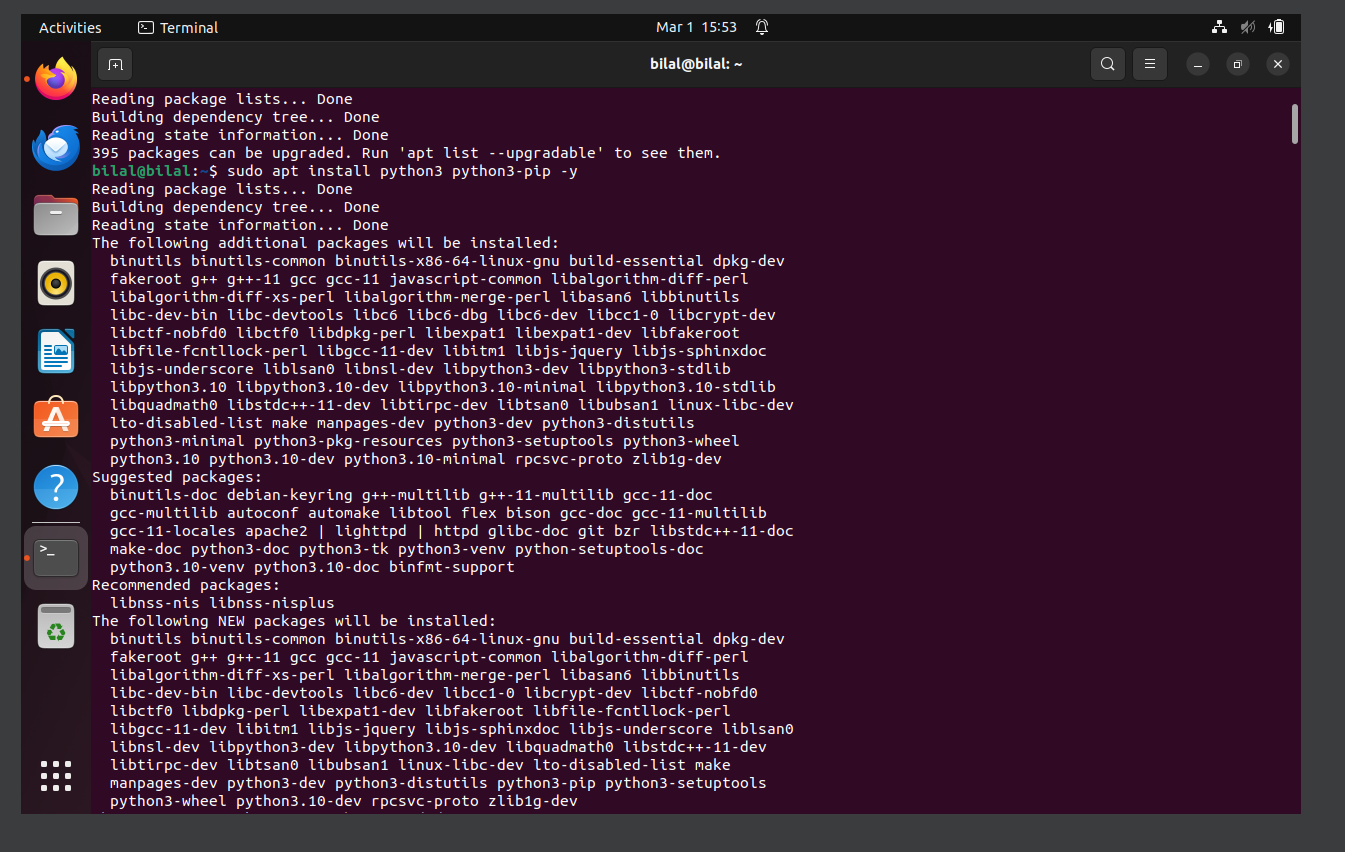 Activities Terminal Mar 1 15:53
bilal@bilal: ~
Reading package lists... Done
Building dependency tree... Done
Reading state information... Done
395 packages can be upgraded. Run 'apt list --upgradable' to see them.
bilal@bilal:~$ sudo apt install python3 python3-pip -y
Reading package lists... Done
Building dependency tree... Done
Reading state information... Done
The following additional packages will be installed:
binutils binutils-common binutils-x86-64-linux-gnu build-essential dpkg-dev
fakeroot g++ g++-11 gcc gcc-11 javascript-common libalgorithm-diff-perl
libalgorithm-diff-xs-perl libalgorithm-merge-perl libasan6 libbinutils
libc-dev-bin libc-devtools libc6 libc6-dbg libc6-dev libcc1-0 libcrypt-dev
libctf-nobfd0 libctf0 libdpkg-perl libexpat1 libexpat1-dev libfakeroot
libfile-fcntllock-perl libgcc-11-dev libitm1 libjs-jquery libjs-sphinxdoc
libjs-underscore liblsan0 libnsl-dev libpython3-dev libpython3-stdlib
libpython3.10 libpython3.10-dev libpython3.10-minimal libpython3.10-stdlib
libquadmath0 libstdc++-11-dev libtirpc-dev libtsan0 libubsan1 linux-libc-dev
lto-disabled-list make manpages-dev python3-dev python3-distutils
python3-minimal python3-pkg-resources python3-setuptools python3-wheel
python3.10 python3.10-dev python3.10-minimal rpcsvc-proto zlib1g-dev
Suggested packages:
binutils-doc debian-keyring g++-multilib g++-11-multilib gcc-11-doc
gcc-multilib autoconf automake libtool flex bison gcc-doc gcc-11-multilib
gcc-11-locales apache2 | lighttpd | httpd glibc-doc git bzr libstdc++-11-doc
make-doc python3-doc python3-tk python3-venv python-setuptools-doc
python3.10-venv python3.10-doc binfmt-support
Recommended packages:
libnss-nis libnss-nisplus
The following NEW packages will be installed:
binutils binutils-common binutils-x86-64-linux-gnu build-essential dpkg-dev
fakeroot g++ g++-11 gcc gcc-11 javascript-common libalgorithm-diff-perl
libalgorithm-diff-xs-perl libalgorithm-merge-perl libasan6 libbinutils
libc-dev-bin libc-devtools libc6-dev libcc1-0 libcrypt-dev libctf-nobfd0
libctf0 libdpkg-perl libexpat1-dev libfakeroot libfile-fcntllock-perl
libgcc-11-dev libitm1 libjs-jquery libjs-sphinxdoc libjs-underscore liblsan0
libnsl-dev libpython3-dev libpython3.10-dev libquadmath0 libstdc++-11-dev
libtirpc-dev libtsan0 libubsan1 linux-libc-dev lto-disabled-list make
manpages-dev python3-dev python3-distutils python3-pip python3-setuptools
python3-wheel python3.10-dev rpcsvc-proto zlib1g-dev